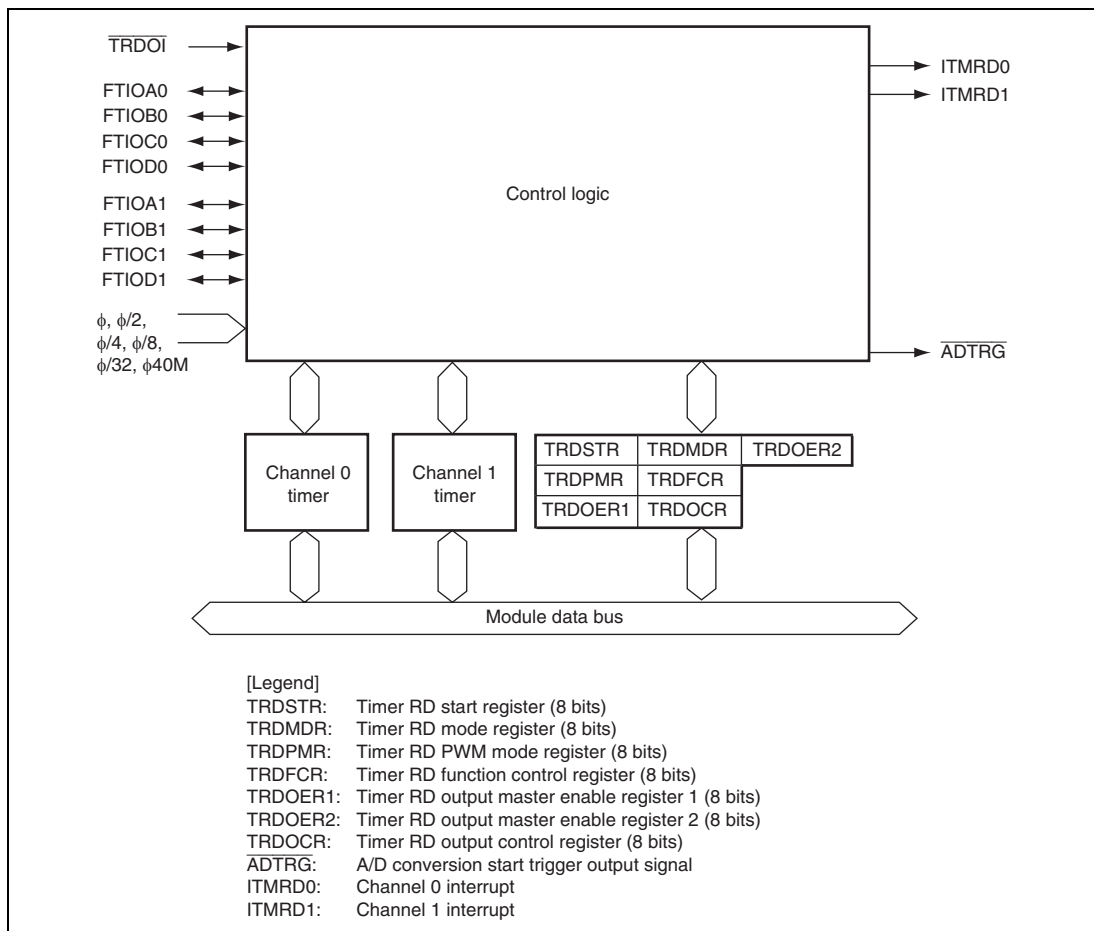 TRDOI
FTIOA0
FTIOB0
FTIOC0
FTIOD0
FTIOA1
FTIOB1
FTIOC1
FTIOD1
ϕ, ϕ/2,
ϕ/4, ϕ/8,
ϕ/32, ϕ40M
Control logic
ITMRD0
ITMRD1
ADTRG
Channel 0
timer
Channel 1
timer
TRDSTR TRDMDR TRDOER2
TRDPMR TRDFCR
TRDOER1 TRDOCR
Module data bus
[Legend]
TRDSTR: Timer RD start register (8 bits)
TRDMDR: Timer RD mode register (8 bits)
TRDPMR: Timer RD PWM mode register (8 bits)
TRDFCR: Timer RD function control register (8 bits)
TRDOER1: Timer RD output master enable register 1 (8 bits)
TRDOER2: Timer RD output master enable register 2 (8 bits)
TRDOCR: Timer RD output control register (8 bits)
ADTRG: A/D conversion start trigger output signal
ITMRD0: Channel 0 interrupt
ITMRD1: Channel 1 interrupt